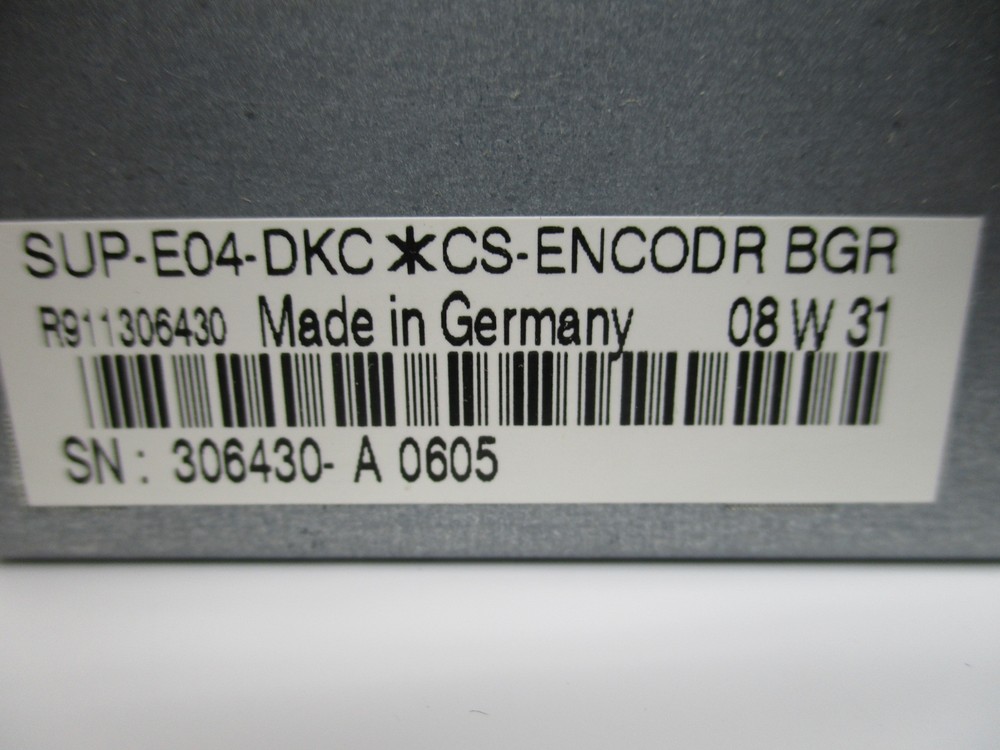 SUP-E04-DKC*CS-ENCODR BGR
R911306430 Made in Germany 08 W 31
SN: 306430- A 0605